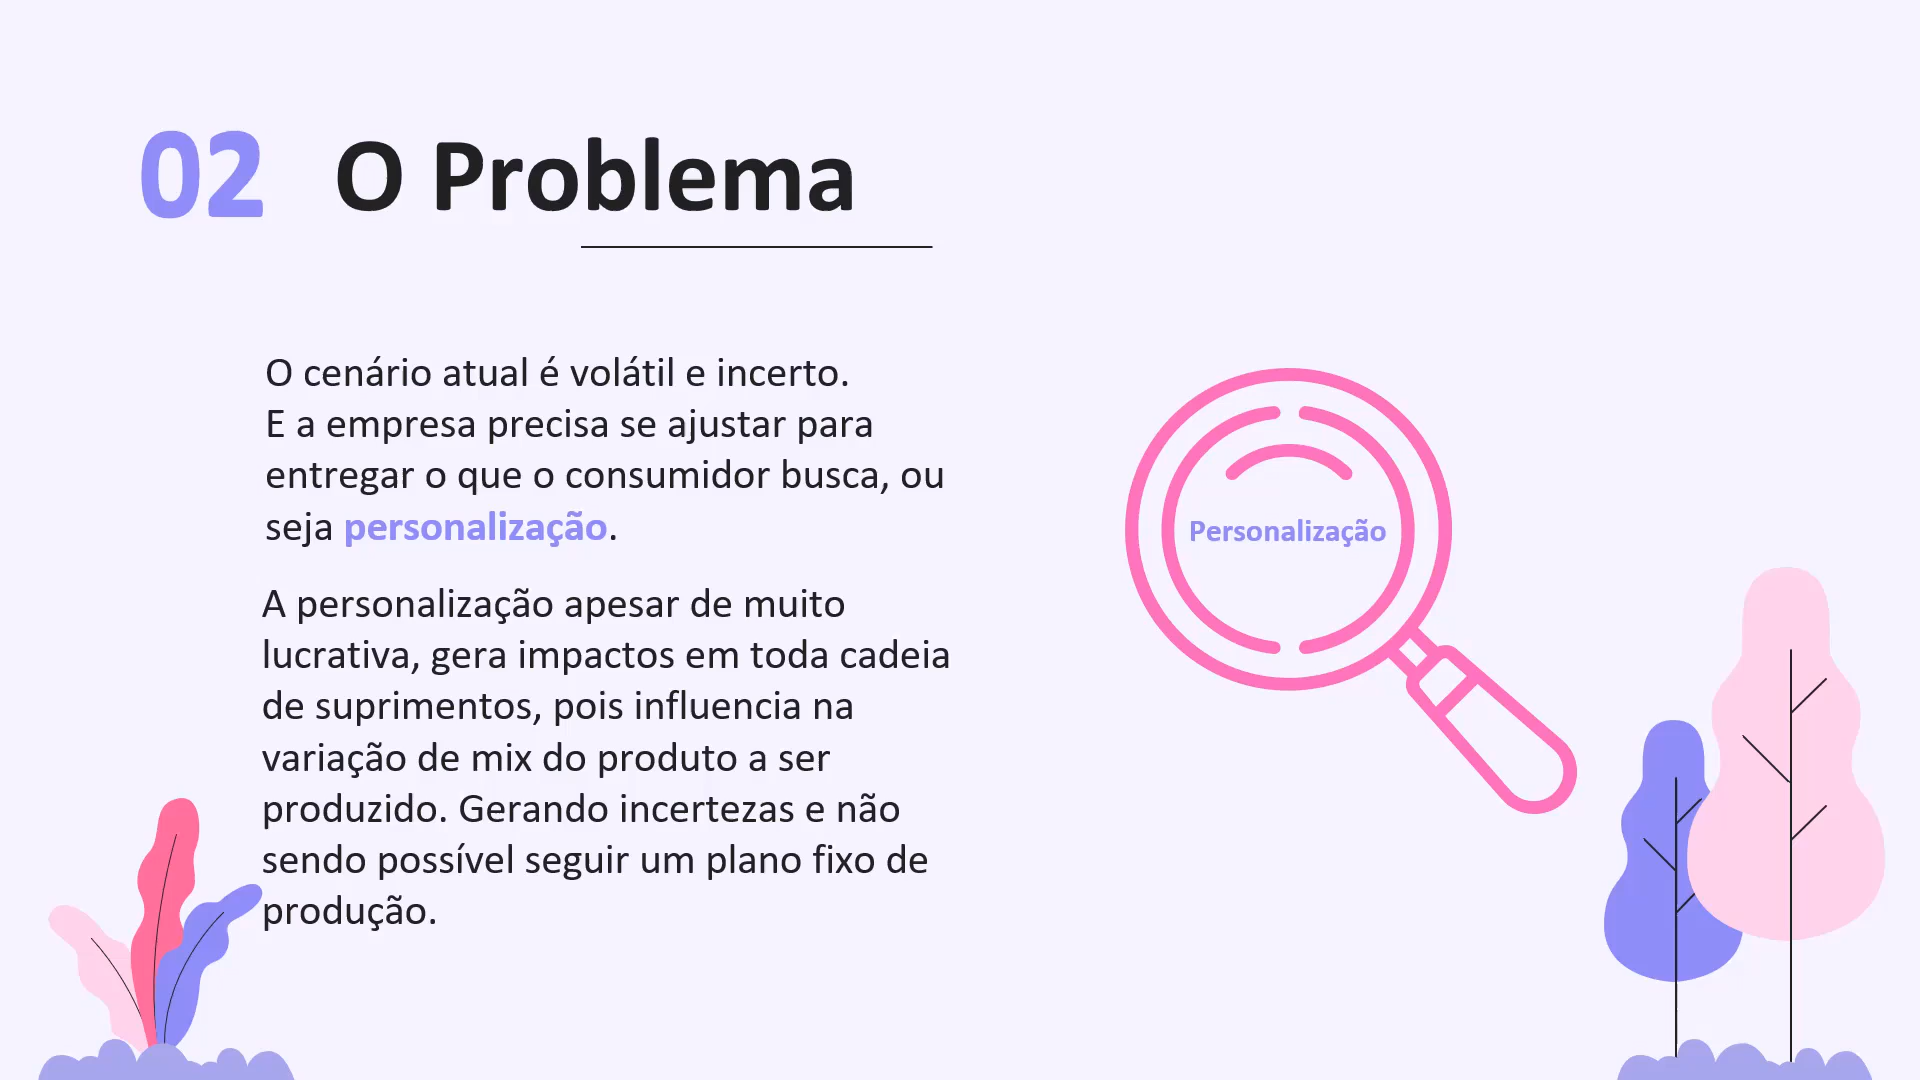 02 O Problema
O cenário atual é volátil e incerto.
E a empresa precisa se ajustar para
entregar o que o consumidor busca, ou
seja personalização.
A personalização apesar de muito
lucrativa, gera impactos em toda cadeia
de suprimentos, pois influencia na
variação de mix do produto a ser
produzido. Gerando incertezas e não
sendo possível seguir um plano fixo de
produção.
Personalização